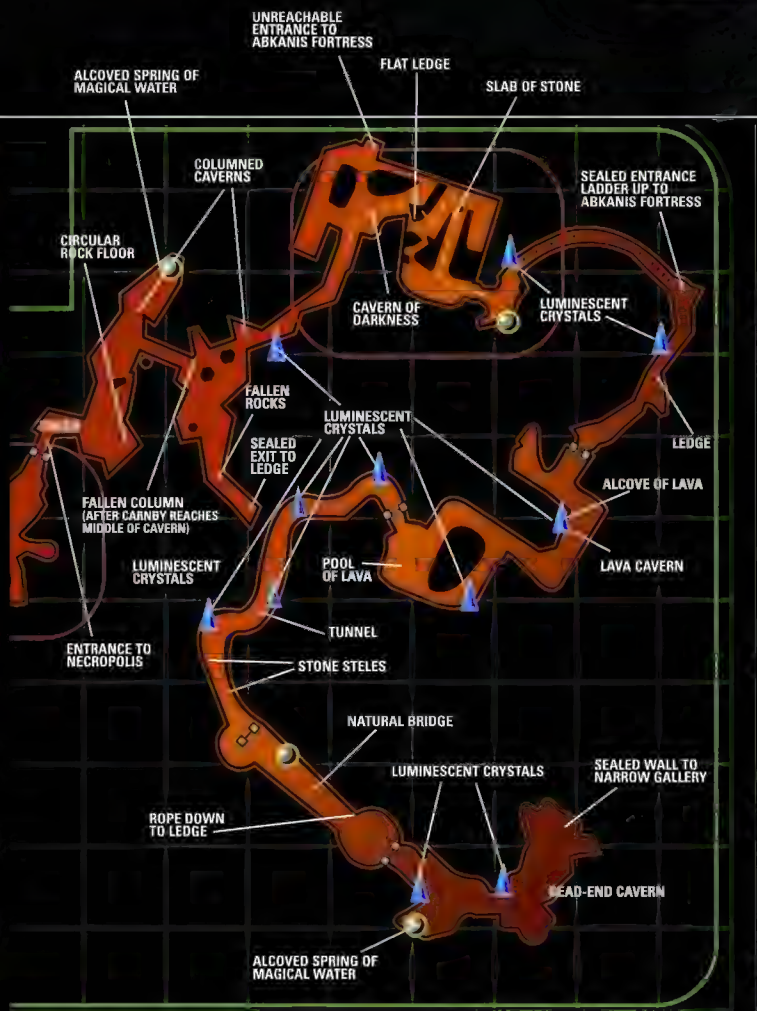 UNREACHABLE
ENTRANCE TO
ABKANIS FORTRESS
FLAT LEDGE
ALCOVED SPRING OF
MAGICAL WATER
SLAB OF STONE
COLUMNED
CAVERNS
SEALED ENTRANCE
LADDER UP TO
ABKANIS FORTRESS
CIRCULAR
ROCK FLOOR
CAVERN OF
DARKNESS
LUMINESCENT
CRYSTALS
FALLEN
ROCKS
LUMINESCENT
CRYSTALS
SEALED
EXIT TO
LEDGE
LEDGE
ALCOVE OF LAVA
FALLEN COLUMN
(AFTER CARNBY REACHES
MIDDLE OF CAVERN)
LUMINESCENT
CRYSTALS
POOL
OF LAVA
LAVA CAVERN
TUNNEL
ENTRANCE TO
NECROPOLIS
STONE STELES
NATURAL BRIDGE
LUMINESCENT CRYSTALS
SEALED WALL TO
NARROW GALLERY
ROPE DOWN
TO LEDGE
DEAD-END CAVERN
ALCOVED SPRING OF
MAGICAL WATER